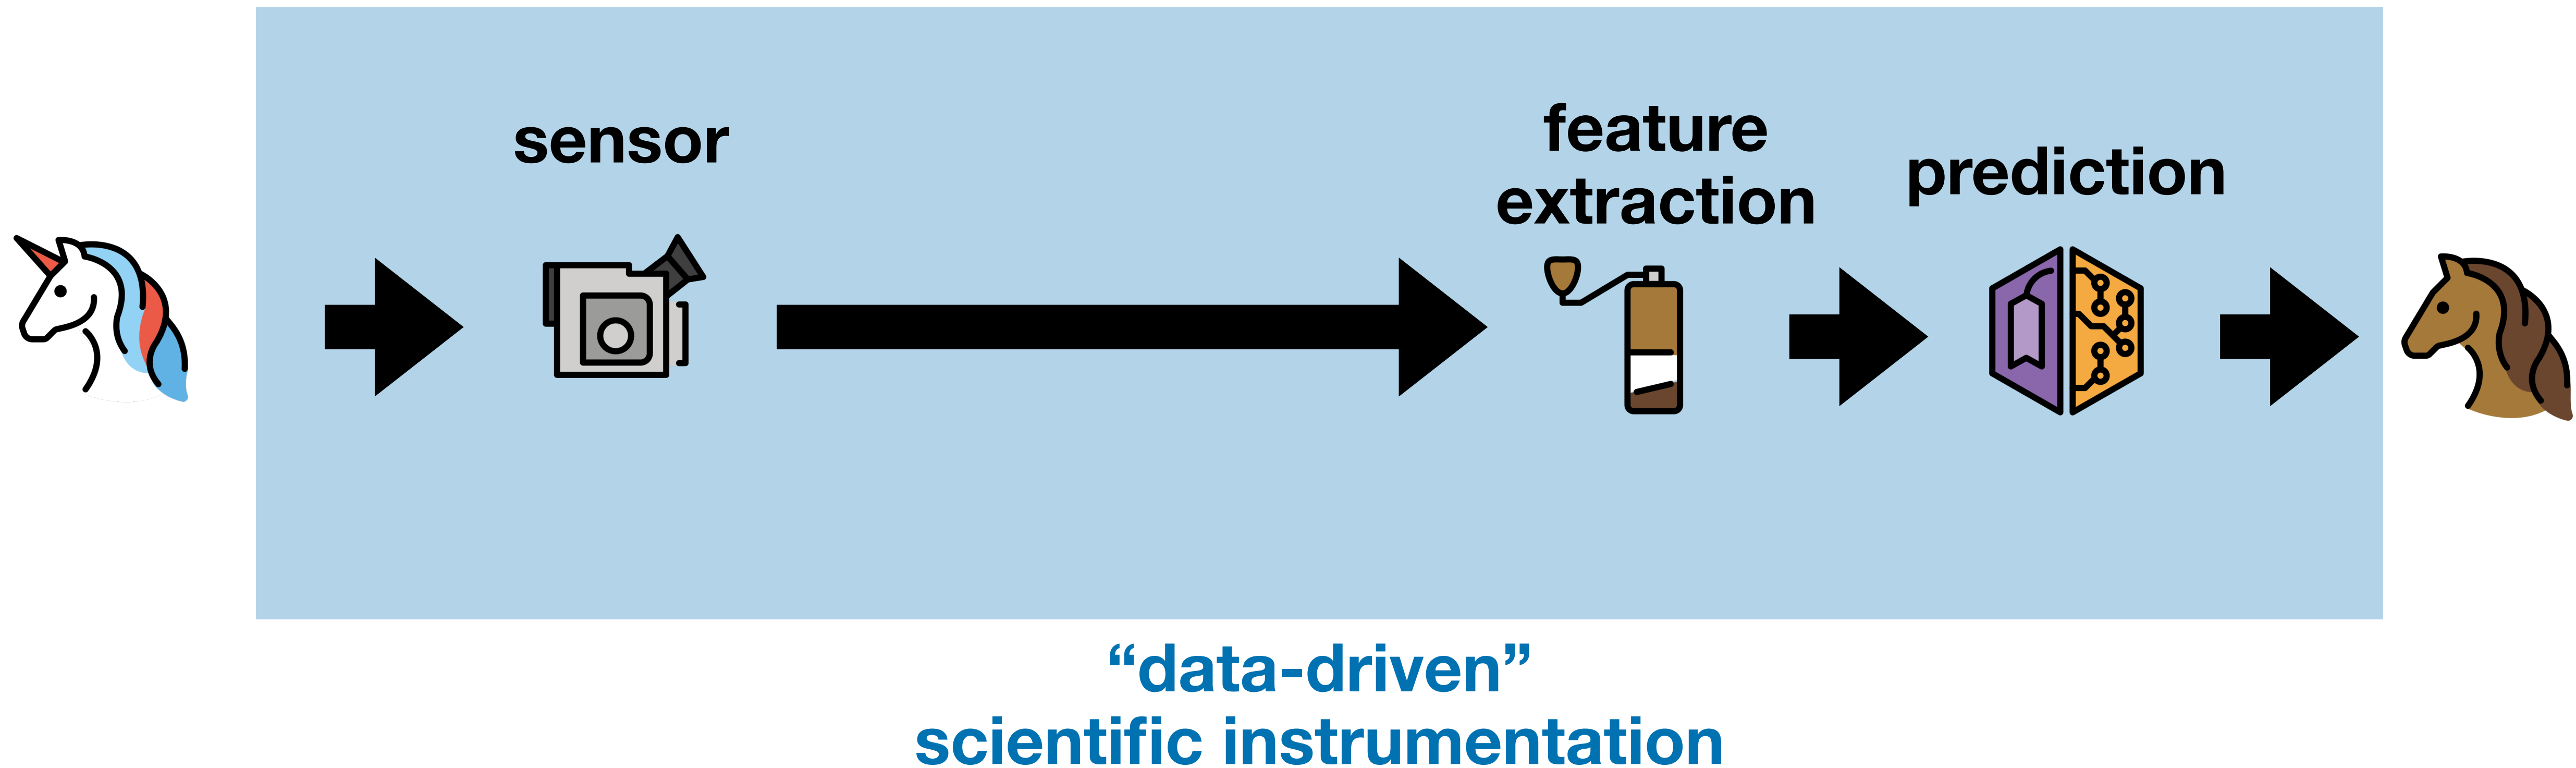 sensor
feature
extraction
prediction
“data-driven”
scientific instrumentation